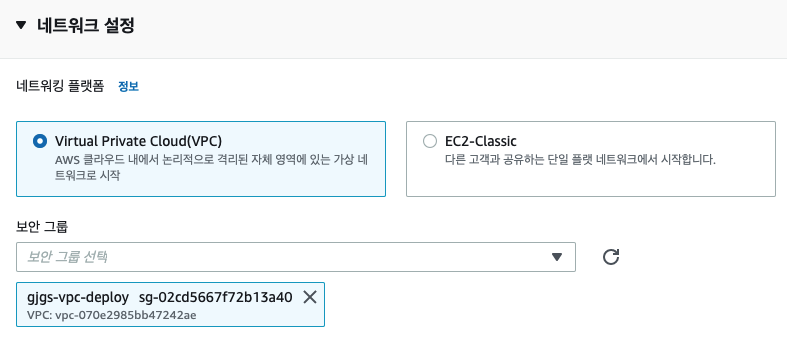 네트워크 설정
네트워킹 플랫폼 정보
Virtual Private Cloud(VPC)
AWS 클라우드 내에서 논리적으로 격리된 자체 영역에 있는 가상 네
트워크로 시작
EC2-Classic
다른 고객과 공유하는 단일 플랫 네트워크에서 시작합니다.
보안 그룹
보안 그룹 선택
gjgs-vpc-deploy sg-02cd5667f72b13a40
VPC: vpc-070e2985bb47242ae